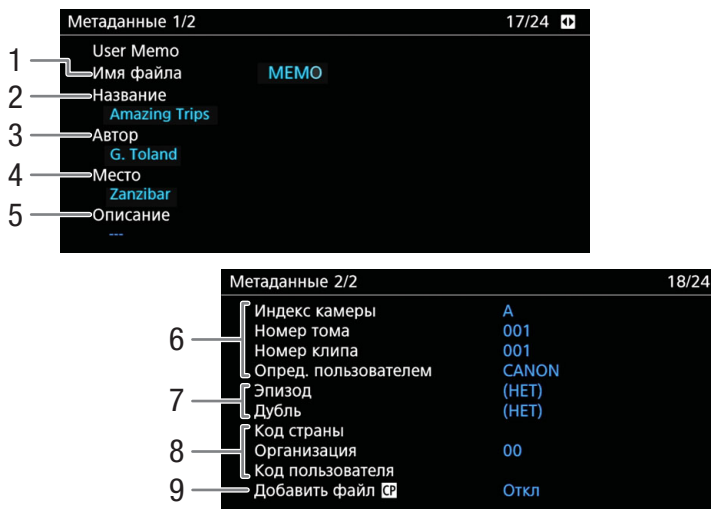 Метаданные 1/2 17/24
User Memo
1 Имя файла MEMO
2 Название
Amazing Trips
3 Автор
G. Toland
4 Место
Zanzibar
5 Описание
---
Метаданные 2/2 18/24
6 Индекс камеры A
Номер тома 001
Номер клипа 001
Опред. пользователем CANON
7 Эпизод (НЕТ)
Дубль (НЕТ)
8 Код страны
Организация 00
Код пользователя
9 Добавить файл CP Откл